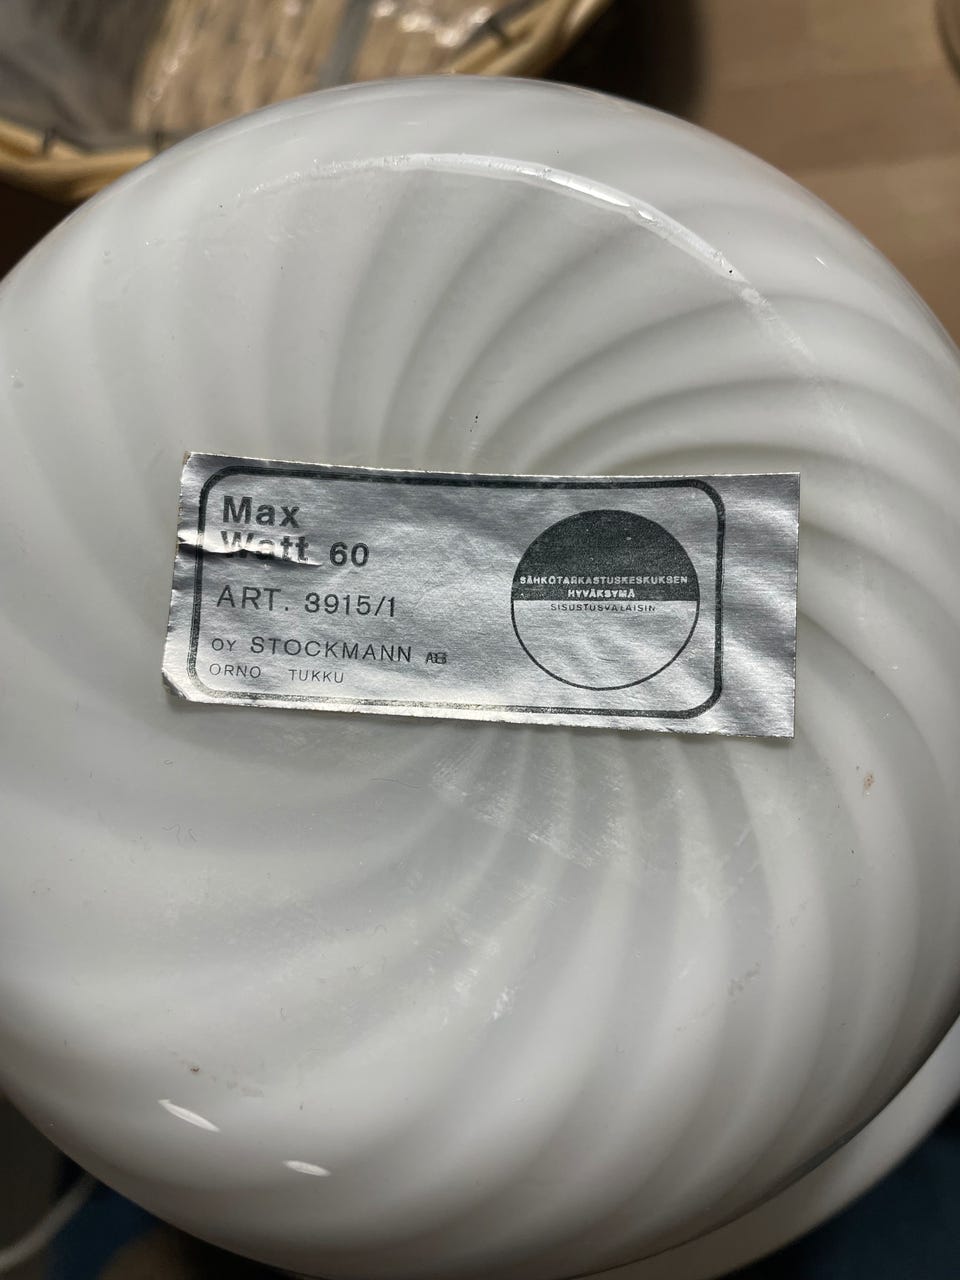 Max
Watt 60
ART. 3915/1
OY STOCKMANN AB
ORNO TUKKU
SÄHKÖTARKASTUSKESKUKSEN
HYVÄKSYMÄ
SISUSTUSVALAISIN